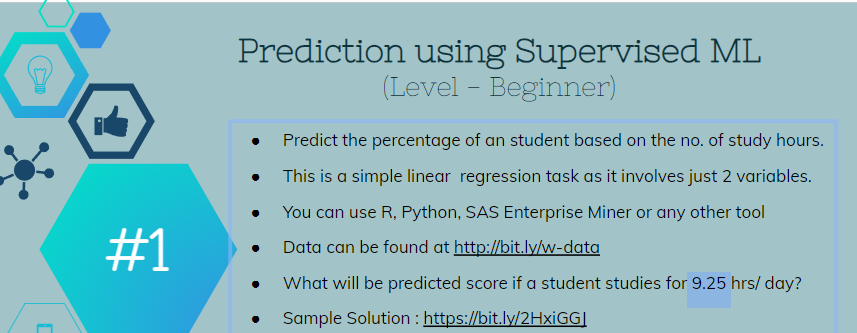 Prediction using Supervised ML
(Level - Beginner)
● Predict the percentage of an student based on the no. of study hours.
● This is a simple linear regression task as it involves just 2 variables.
● You can use R, Python, SAS Enterprise Miner or any other tool
#1
● Data can be found at http://bit.ly/w-data
● What will be predicted score if a student studies for 9.25 hrs/ day?
● Sample Solution : https://bit.ly/2HxiGGJ